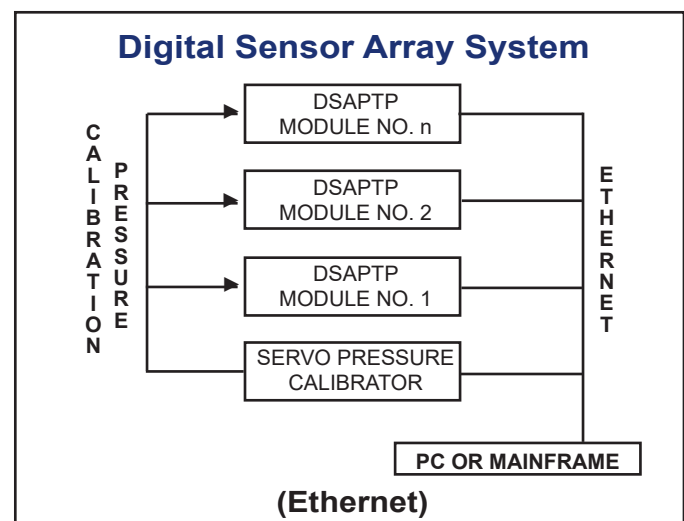 Digital Sensor Array System
CALIBRATION
PRESSURE
DSAPTP
MODULE NO. n
DSAPTP
MODULE NO. 2
DSAPTP
MODULE NO. 1
SERVO PRESSURE
CALIBRATOR
ETHERNET
PC OR MAINFRAME
(Ethernet)